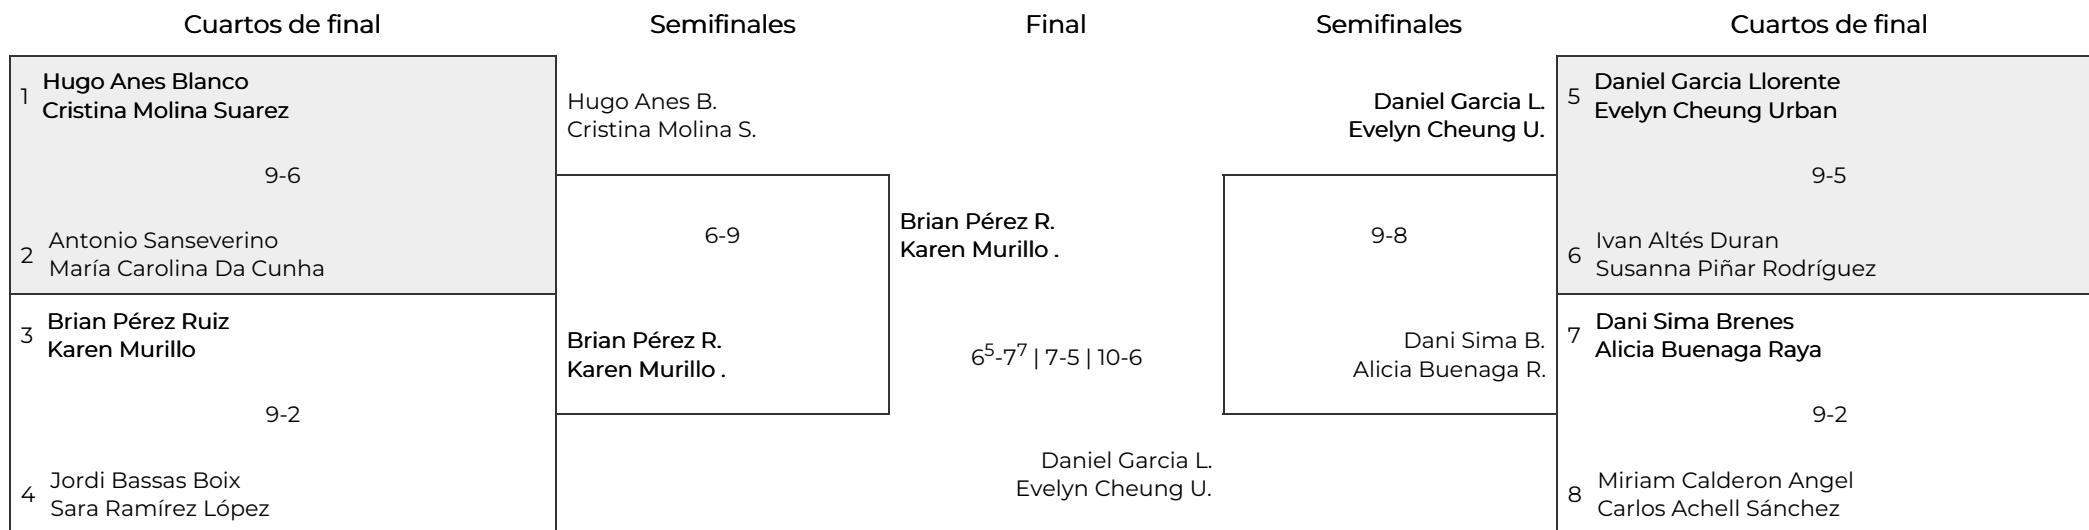 Cuartos de final
Semifinales
Final
Semifinales
Cuartos de final
1
Hugo Anes Blanco
Cristina Molina Suarez
9-6
2
Antonio Sanseverino
María Carolina Da Cunha
3
Brian Pérez Ruiz
Karen Murillo
9-2
4
Jordi Bassas Boix
Sara Ramírez López
Hugo Anes B.
Cristina Molina S.
6-9
Brian Pérez R.
Karen Murillo .
Brian Pérez R.
Karen Murillo .
6⁵-7⁷ | 7-5 | 10-6
Daniel Garcia L.
Evelyn Cheung U.
Daniel Garcia L.
Evelyn Cheung U.
9-8
Dani Sima B.
Alicia Buenaga R.
5
Daniel Garcia Llorente
Evelyn Cheung Urban
9-5
6
Ivan Altés Duran
Susanna Piñar Rodríguez
7
Dani Sima Brenes
Alicia Buenaga Raya
9-2
8
Miriam Calderon Angel
Carlos Achell Sánchez